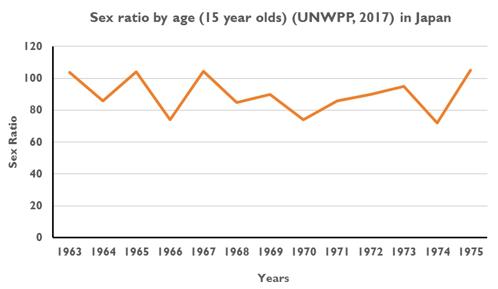 Sex ratio by age (15 year olds) (UNWPP, 2017) in Japan
120
100
80
60
40
20
0
Sex Ratio
1963 1964 1965 1966 1967 1968 1969 1970 1971 1972 1973 1974 1975
Years